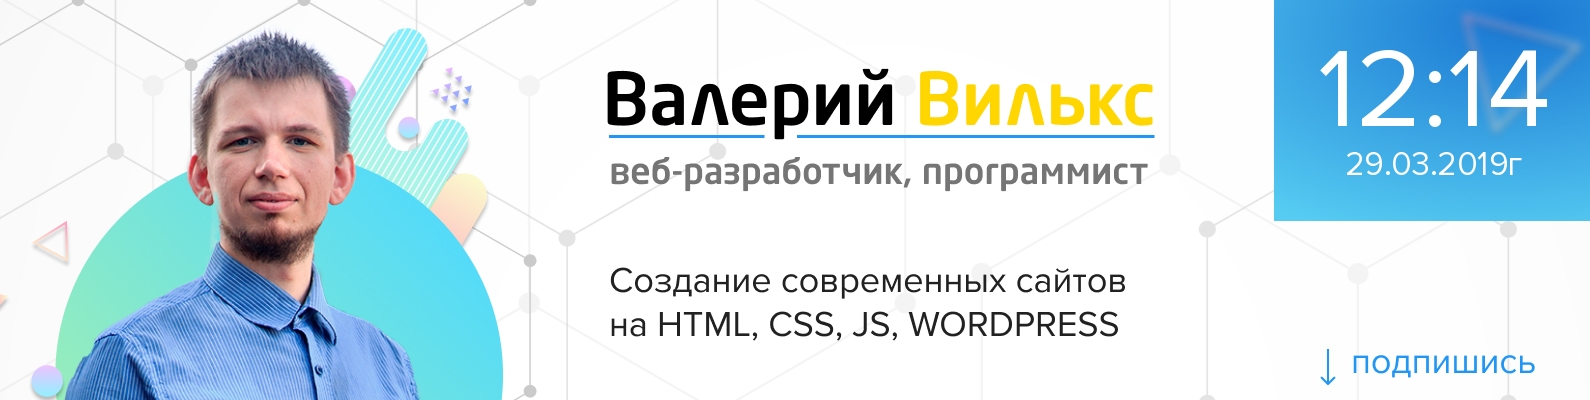 Валерий Вилькс
веб-разработчик, программист
Создание современных сайтов
на HTML, CSS, JS, WORDPRESS
12:14
29.03.2019г
↓ подпишись